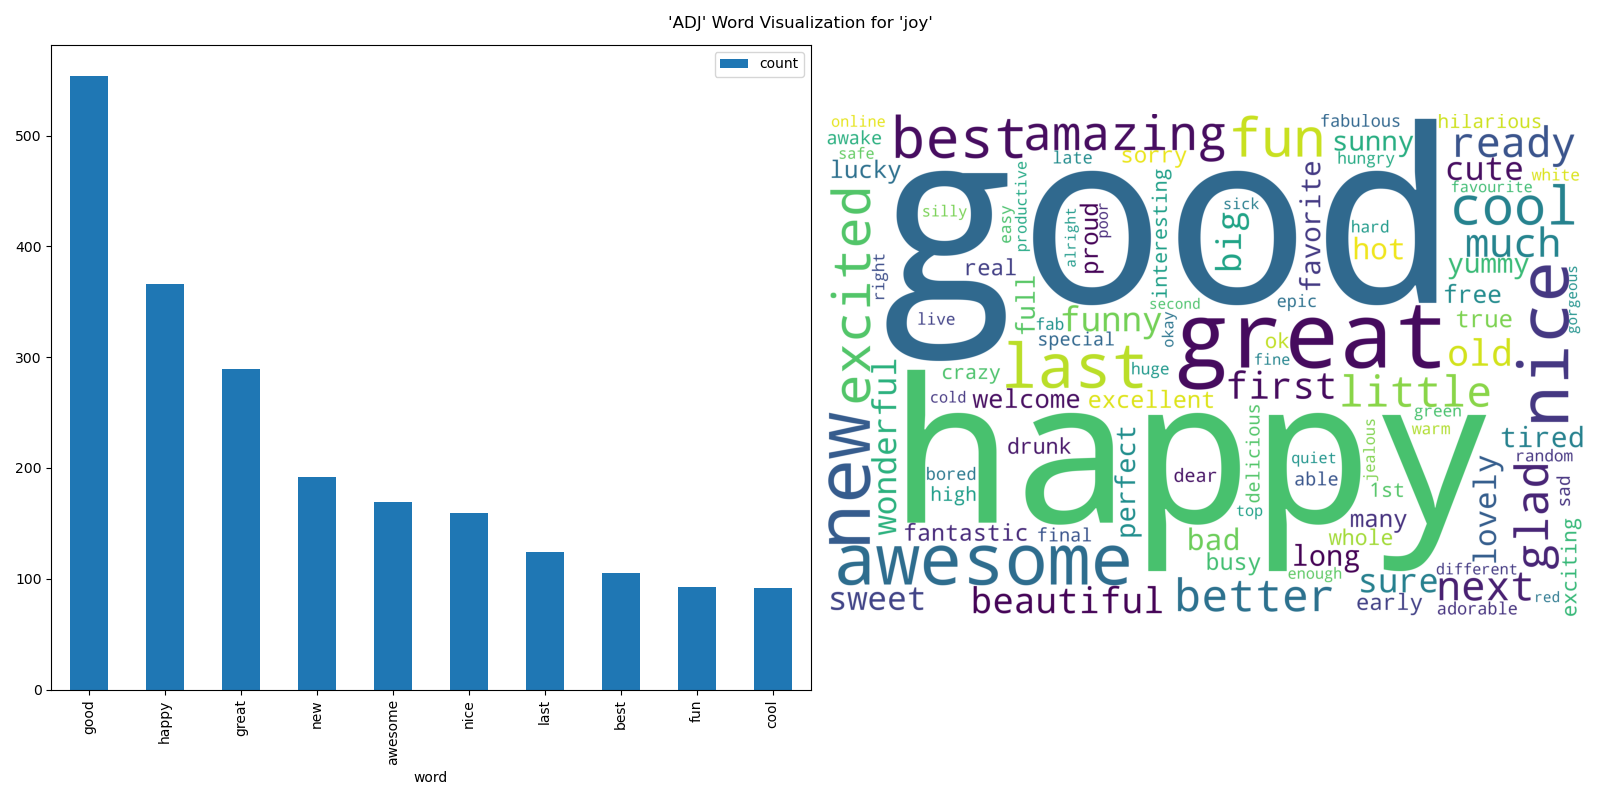 'ADJ' Word Visualization for 'joy'
count
500
400
300
200
100
0
good
happy
great
new
awesome
nice
last
best
fun
cool
word
online
best
amazing
fun
fabulous
hilarious
awake
sunny
ready
safe
late
sorry
hungry
lucky
cute
white
good
favourite
excited
silly
easy
productive
alright
proud
poor
interesting
sick
big
favorite
hard
hot
cool
much
right
real
yummy
gorgeous
full
live
second
epic
free
nice
fab
funny
okay
great
true
special
ok
old
last
huge
fine
crazy
wonderful
first
little
cold
welcome
excellent
new
happy
green
warm
drunk
perfect
delicious
jealous
tired
bored
dear
quiet
able
random
high
1st
lovely
glad
sad
top
many
fantastic
final
bad
whole
exciting
awesome
busy
long
enough
different
sure
next
sweet
beautiful
better
early
adorable
red